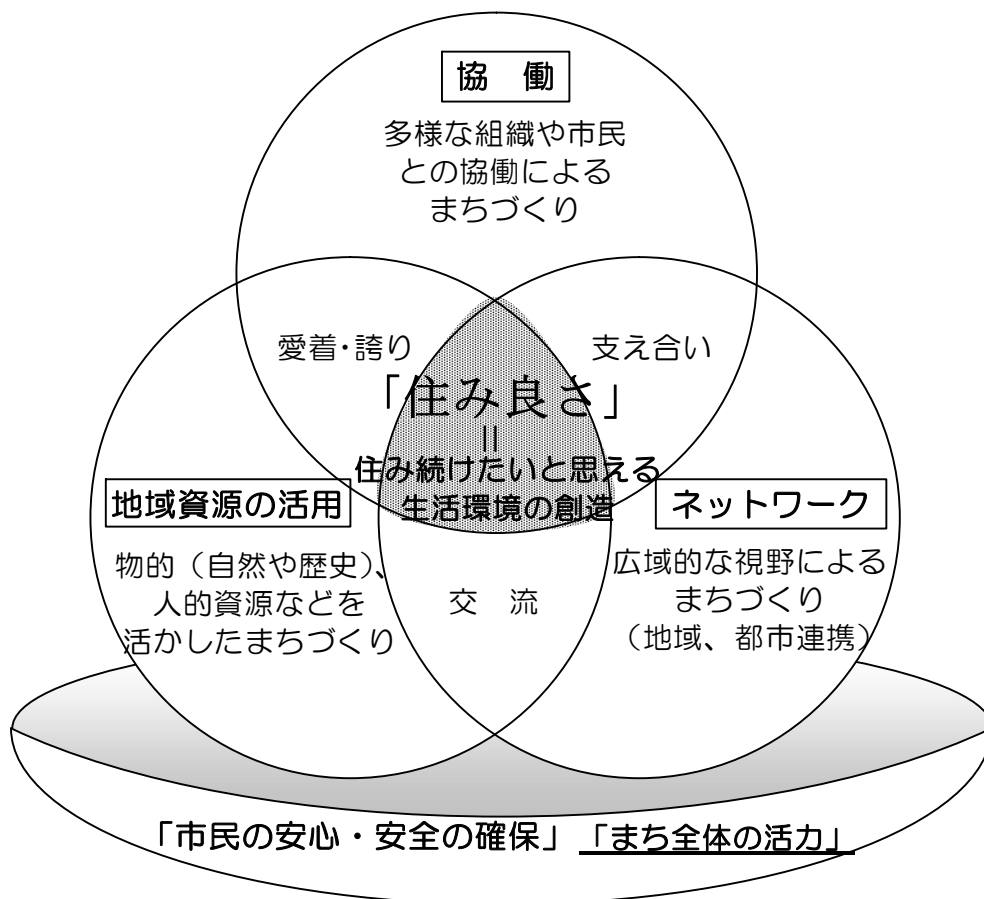 協　働
多様な組織や市民
との協働による
まちづくり
愛着・誇り
支え合い
「住み良さ」
＝
住み続けたいと思える
生活環境の創造
地域資源の活用
物的（自然や歴史）、
人的資源などを
活かしたまちづくり
交　流
ネットワーク
広域的な視野による
まちづくり
（地域、都市連携）
「市民の安心・安全の確保」「まち全体の活力」